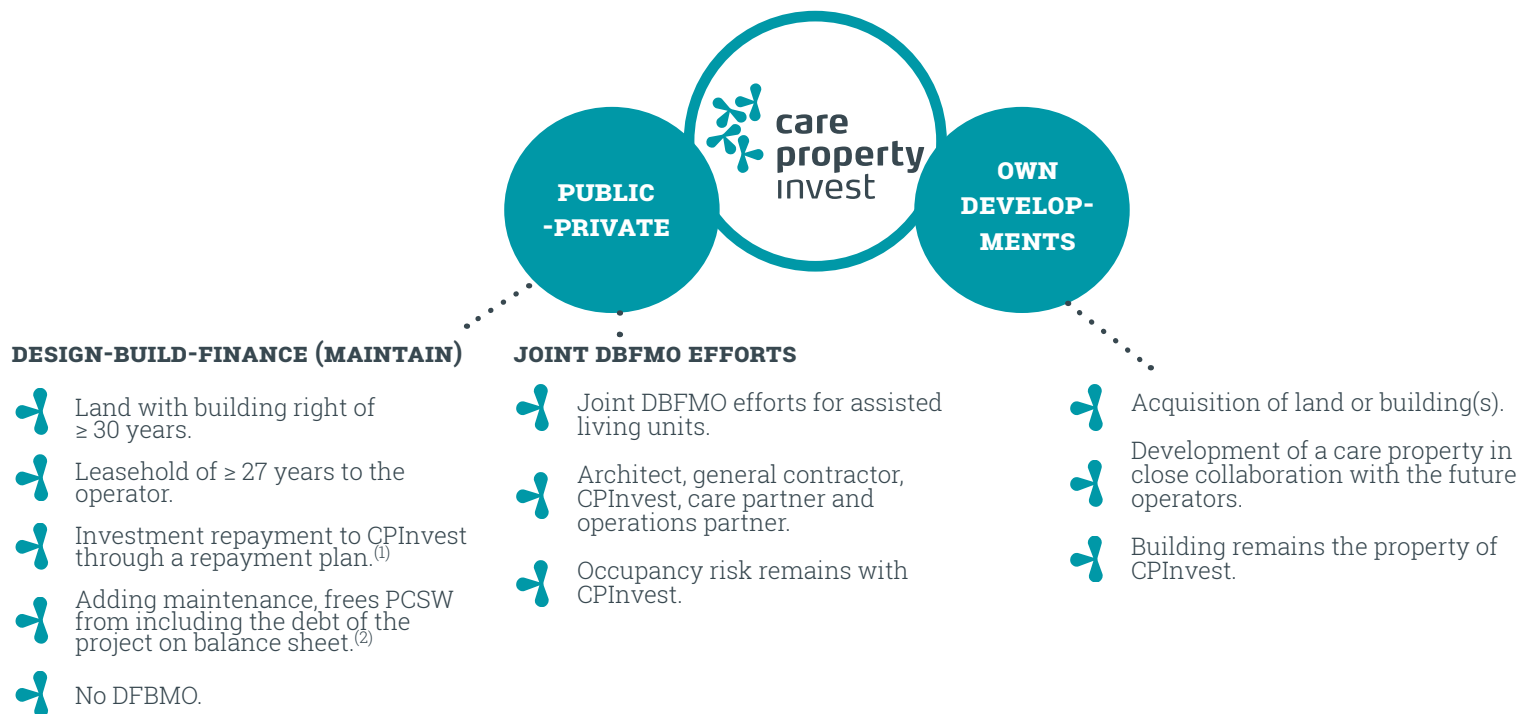 care
property
invest
PUBLIC
-PRIVATE
OWN
DEVELOP-
MENTS
DESIGN-BUILD-FINANCE (MAINTAIN)
Land with building right of
≥ 30 years.
Leasehold of ≥ 27 years to the
operator.
Investment repayment to CPInvest
through a repayment plan.(1)
Adding maintenance, frees PCSW
from including the debt of the
project on balance sheet.(2)
No DFBMO.
JOINT DBFMO EFFORTS
Joint DBFMO efforts for assisted
living units.
Architect, general contractor,
CPInvest, care partner and
operations partner.
Occupancy risk remains with
CPInvest.
Acquisition of land or building(s).
Development of a care property in
close collaboration with the future
operators.
Building remains the property of
CPInvest.